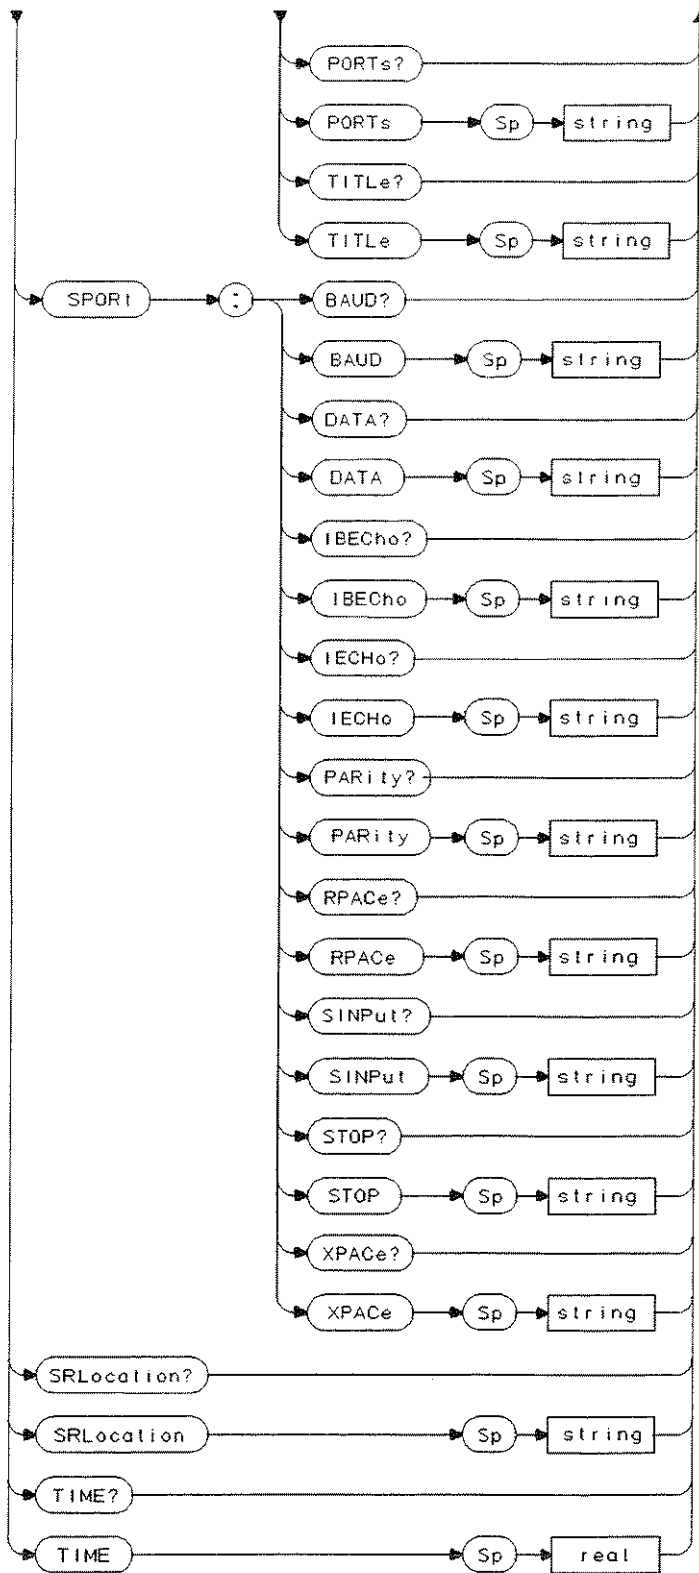 PORTs?
PORTs Sp string
TITLe?
TITLe Sp string
SPORt : BAUD?
BAUD Sp string
DATA?
DATA Sp string
IBECho?
IBECho Sp string
IECHo?
IECHo Sp string
PARity?
PARity Sp string
RPACe?
RPACe Sp string
SINPut?
SINPut Sp string
STOP?
STOP Sp string
XPACe?
XPACe Sp string
SRLocation?
SRLocation Sp string
TIME?
TIME Sp real